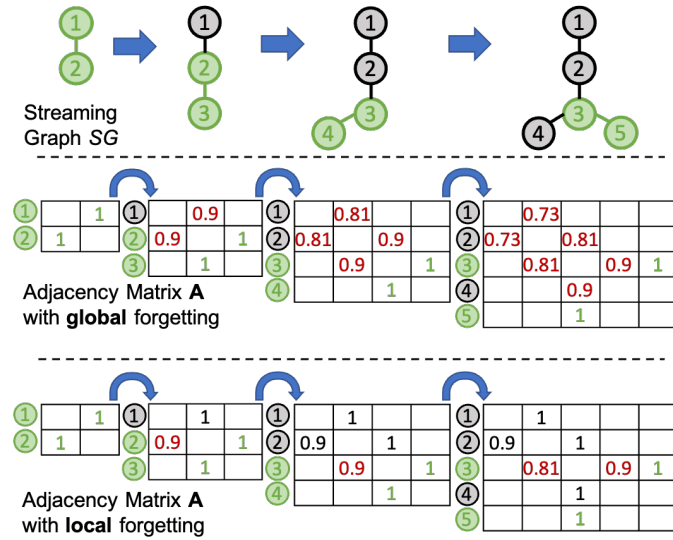 1 1 1 1
2 2 2 2
3 4 3 4 3 5
Streaming
Graph SG
1 1 1 0.9 1 0.81 1 0.73
2 1 2 0.9 1 2 0.81 0.9 2 0.73 0.81
3 1 3 0.9 1 3 0.81 0.9 1
4 1 4 0.9
5 1
Adjacency Matrix A
with global forgetting
1 1 1 1 1 1 1 1
2 1 2 0.9 1 2 0.9 1 2 0.9 1
3 1 3 0.9 1 3 0.81 0.9 1
4 1 4 1
5 1
Adjacency Matrix A
with local forgetting